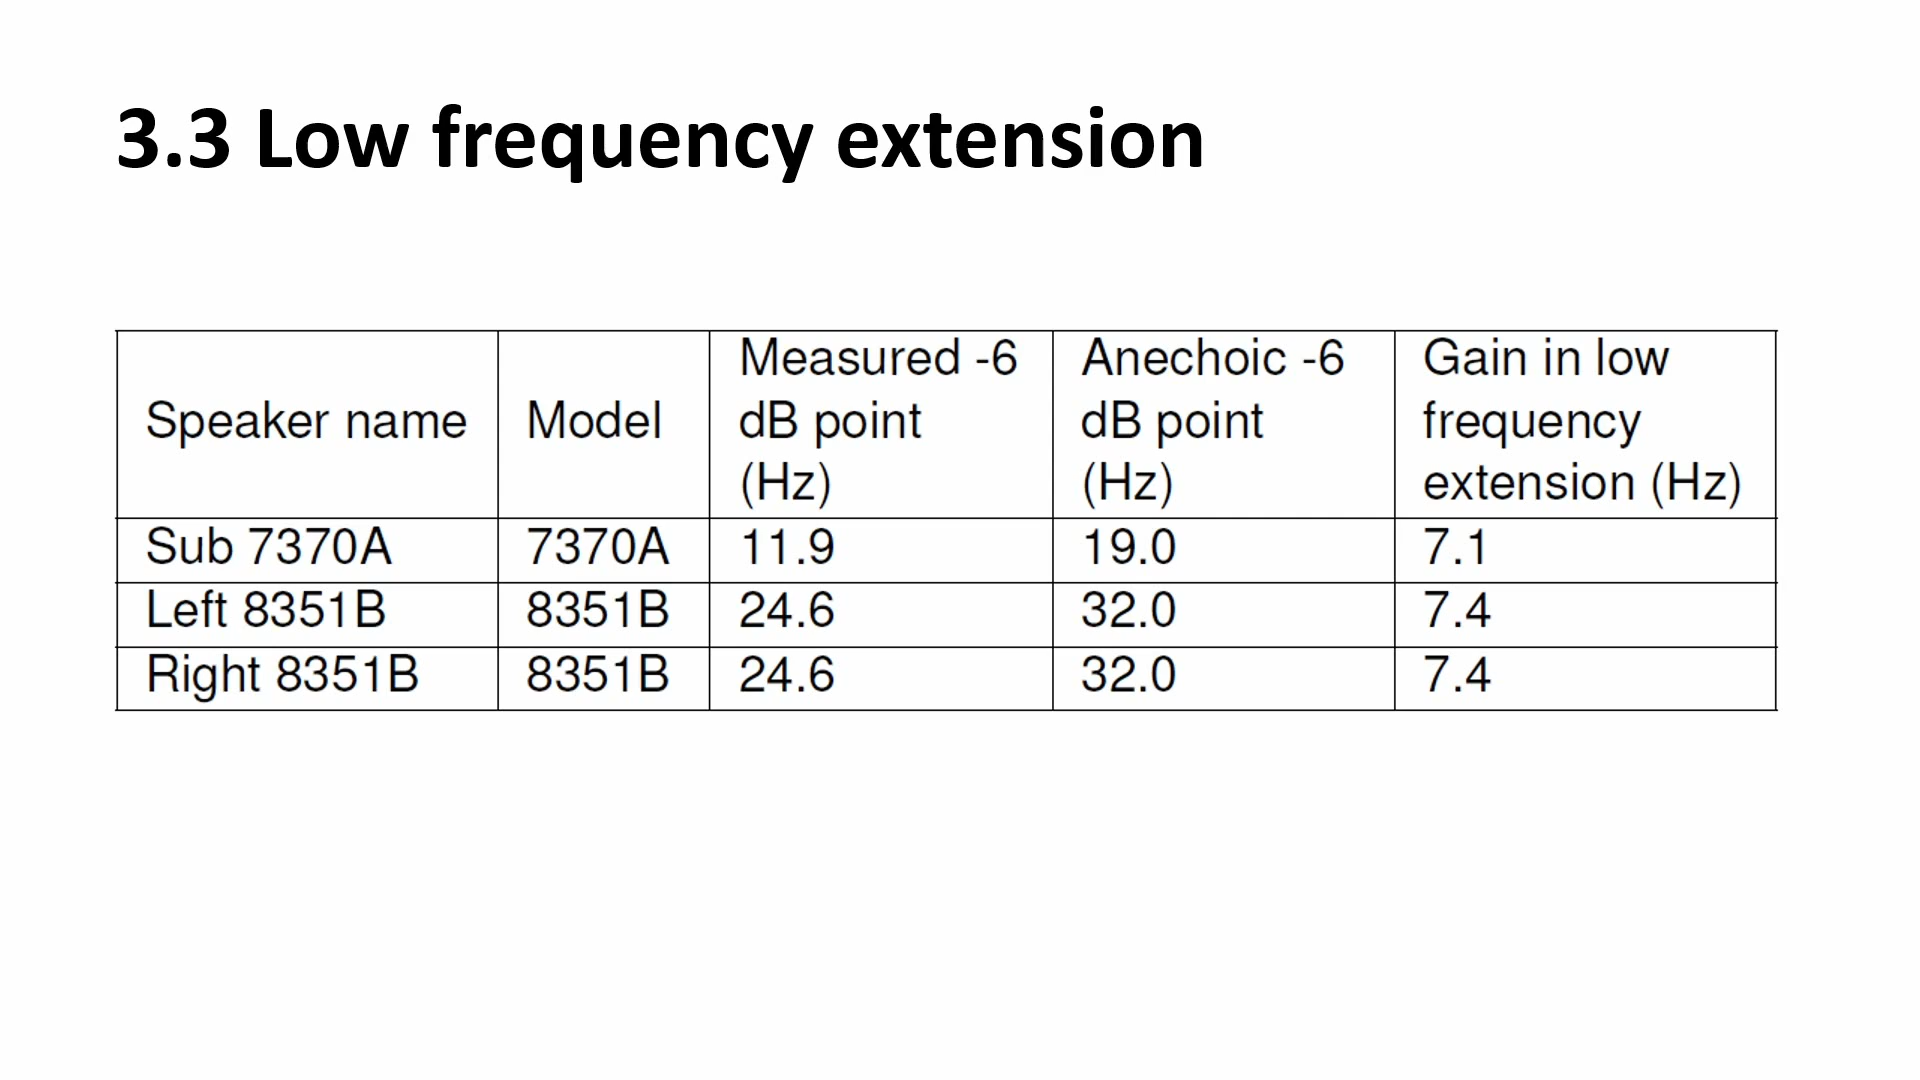 3.3 Low frequency extension
Speaker name Model Measured -6 dB point (Hz) Anechoic -6 dB point (Hz) Gain in low frequency extension (Hz)
Sub 7370A 7370A 11.9 19.0 7.1
Left 8351B 8351B 24.6 32.0 7.4
Right 8351B 8351B 24.6 32.0 7.4